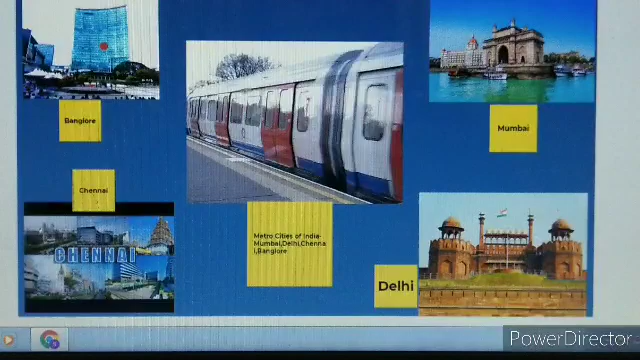 Banglore
Mumbai
Chennai
CHENNAI
Metro Cities of India-
Mumbai,Delhi,Chenna
i,Banglore
Delhi
PowerDirector